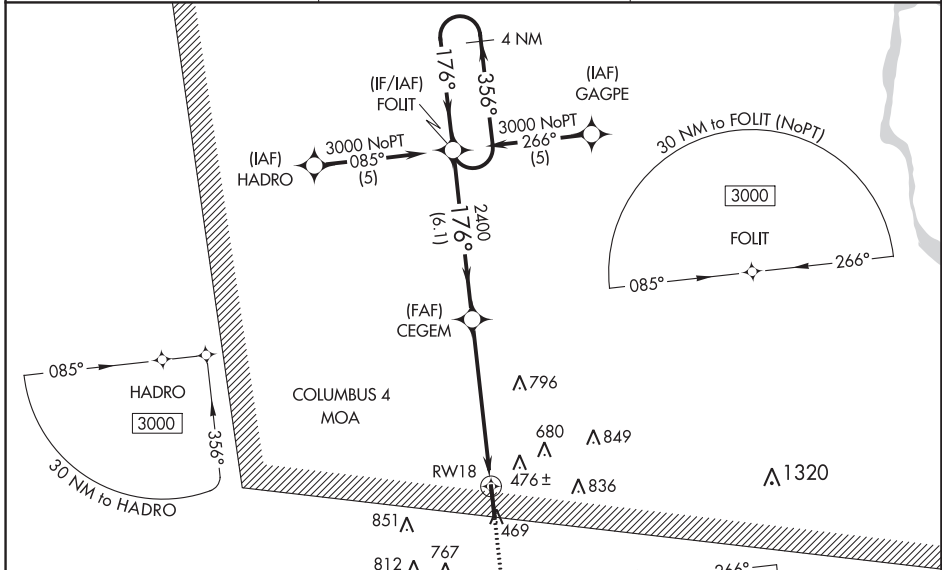 4 NM
176°
356°
(IF/IAF)
FOLIT
(IAF)
GAGPE
3000 NoPT
266°
(5)
(IAF)
HADRO
3000 NoPT
085°
(5)
30 NM to FOLIT (NoPT)
3000
FOLIT
085°
266°
2400
176°
(6.1)
(FAF)
CEGEM
085°
HADRO
3000
356°
30 NM to HADRO
COLUMBUS 4
MOA
796
680
849
RW18
476 ±
836
1320
851
469
812
767
266°